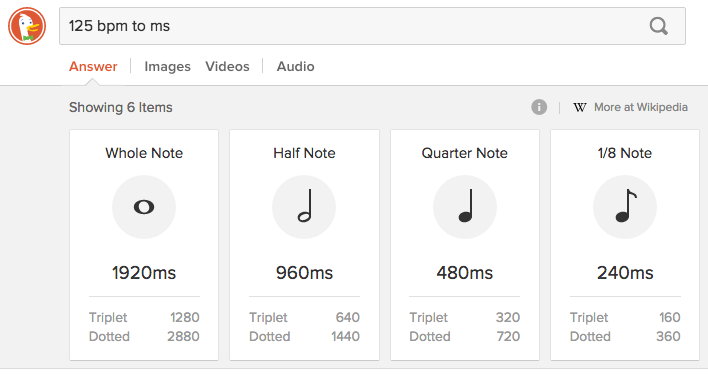 125 bpm to ms
Answer Images Videos Audio
Showing 6 Items
W More at Wikipedia
Whole Note
1920ms
Triplet 1280
Dotted 2880
Half Note
960ms
Triplet 640
Dotted 1440
Quarter Note
480ms
Triplet 320
Dotted 720
1/8 Note
240ms
Triplet 160
Dotted 360